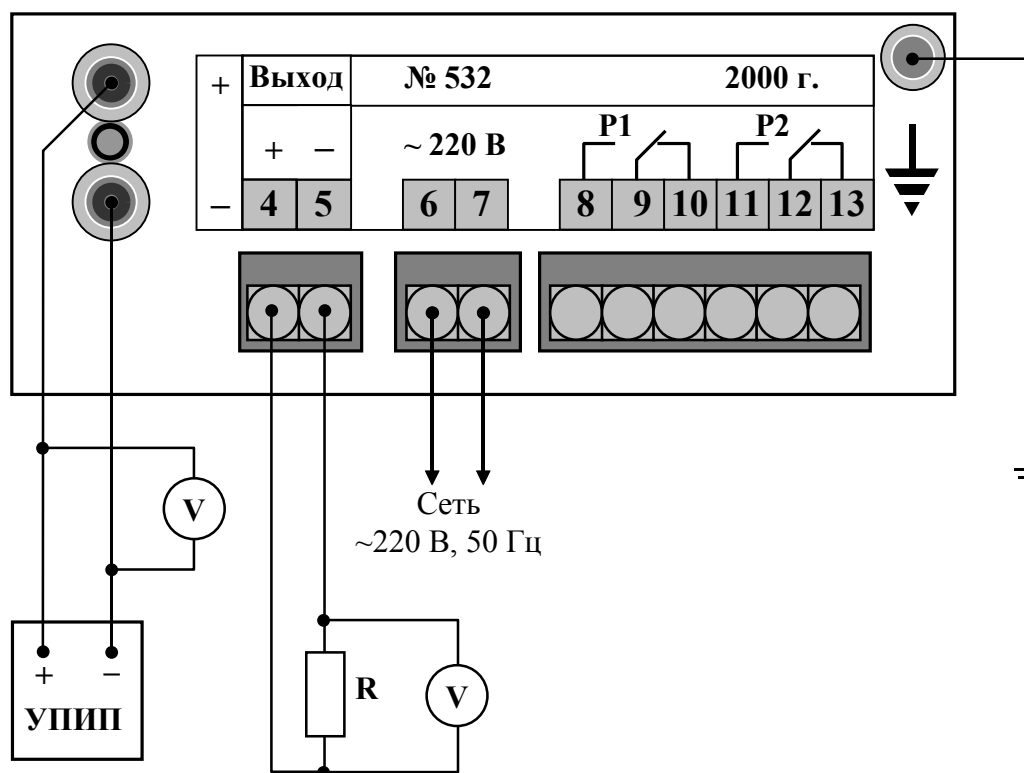 + Выход № 532 2000 г.
+ − ~ 220 В P1 P2
− 4 5 6 7 8 9 10 11 12 13
V
Сеть
~220 В, 50 Гц
+ −
УПИП
R V